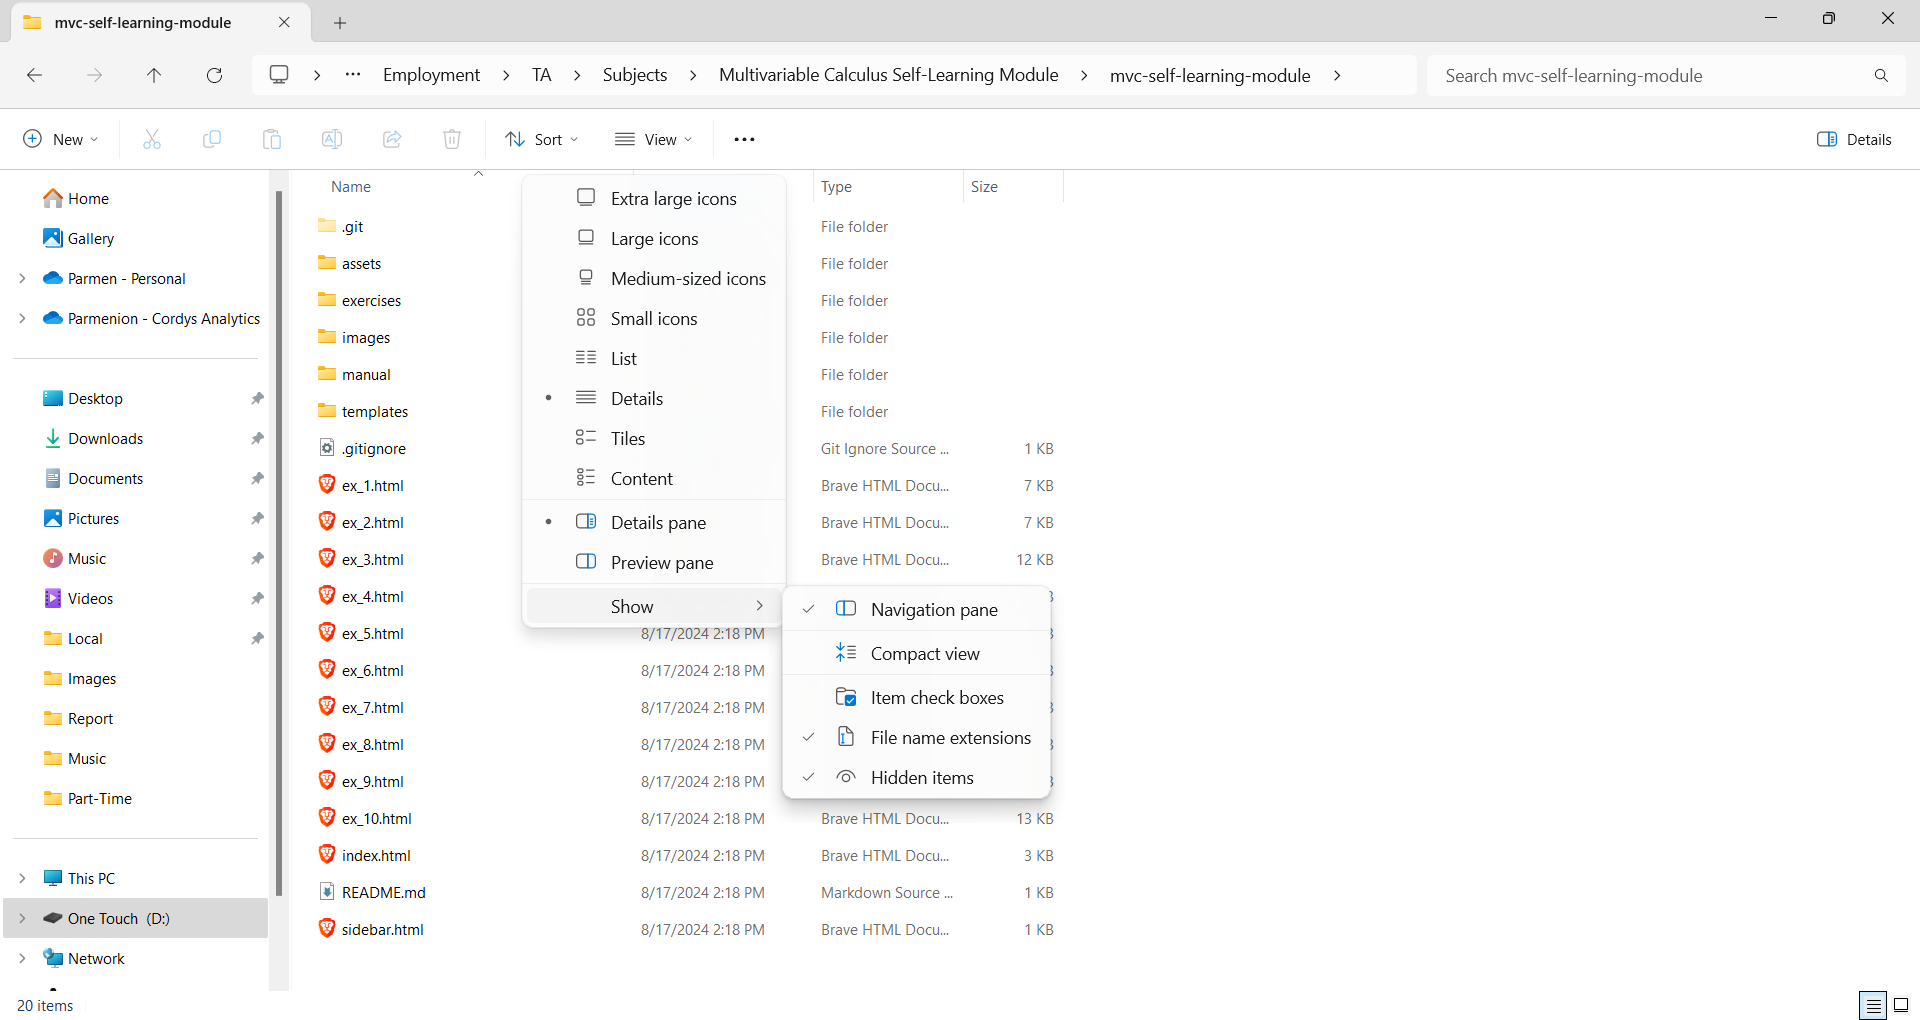 mvc-self-learning-module
Employment TA Subjects Multivariable Calculus Self-Learning Module mvc-self-learning-module
Search mvc-self-learning-module
New Sort View Details
Name Type Size
Home
Gallery
Parmen - Personal
Parmenion - Cordys Analytics
Desktop
Downloads
Documents
Pictures
Music
Videos
Local
Images
Report
Music
Part-Time
This PC
One Touch (D:)
Network
.git File folder
assets File folder
exercises File folder
images File folder
manual File folder
templates File folder
.gitignore Git Ignore Source ... 1 KB
ex_1.html Brave HTML Docu... 7 KB
ex_2.html Brave HTML Docu... 7 KB
ex_3.html Brave HTML Docu... 12 KB
ex_4.html
ex_5.html 8/17/2024 2:18 PM
ex_6.html 8/17/2024 2:18 PM
ex_7.html 8/17/2024 2:18 PM
ex_8.html 8/17/2024 2:18 PM
ex_9.html 8/17/2024 2:18 PM
ex_10.html 8/17/2024 2:18 PM Brave HTML Docu... 13 KB
index.html 8/17/2024 2:18 PM Brave HTML Docu... 3 KB
README.md 8/17/2024 2:18 PM Markdown Source ... 1 KB
sidebar.html 8/17/2024 2:18 PM Brave HTML Docu... 1 KB
Extra large icons
Large icons
Medium-sized icons
Small icons
List
Details
Tiles
Content
Details pane
Preview pane
Show
Navigation pane
Compact view
Item check boxes
File name extensions
Hidden items
20 items